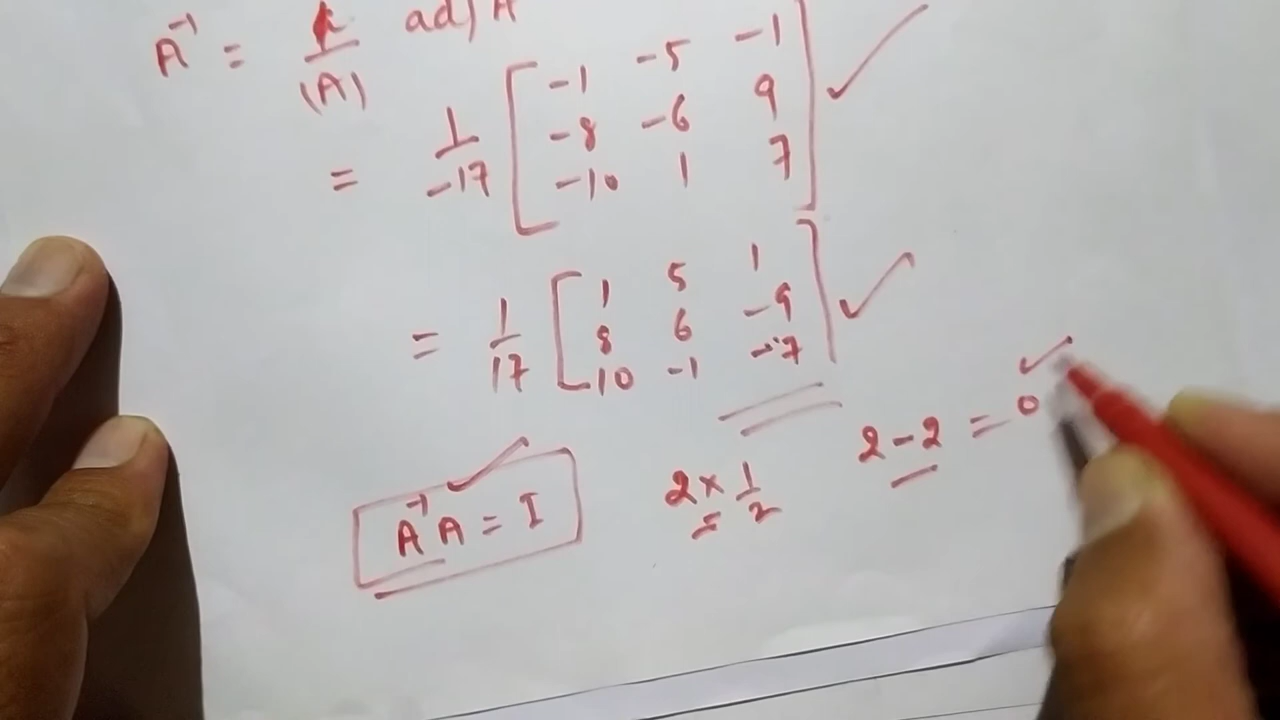 A⁻¹ = 1/(A) adj A
= 1/-17 [ -1 -5 -1
-8 -6 9
-10 1 7 ] ✓
= 1/17 [ 1 5 1
8 6 -9
10 -1 -7 ] ✓
A⁻¹ A = I ✓
2 × 1/2
2 - 2 = 0 ✓